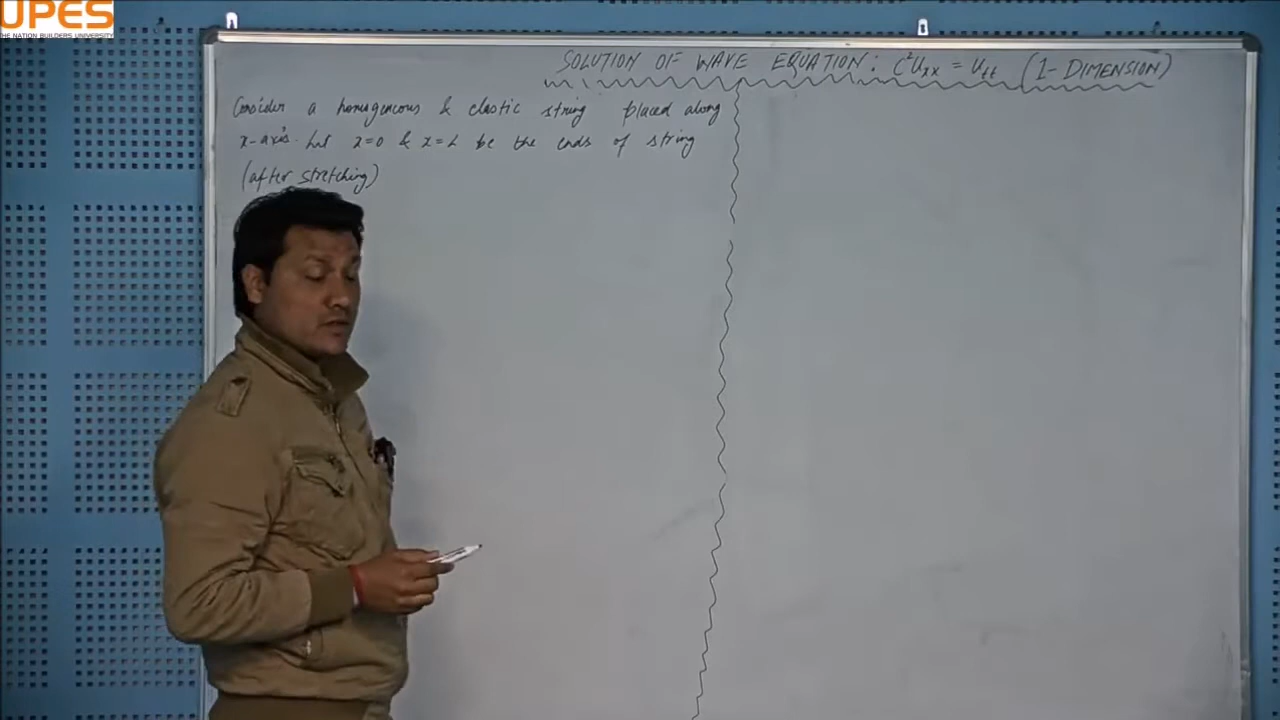 UPES
THE NATION BUILDERS UNIVERSITY
SOLUTION OF WAVE EQUATION: C²Uxx = Utt (1-DIMENSION)
Consider a homogeneous & elastic string placed along
x-axis. Let x=0 & x=L be the ends of string
(after stretching)